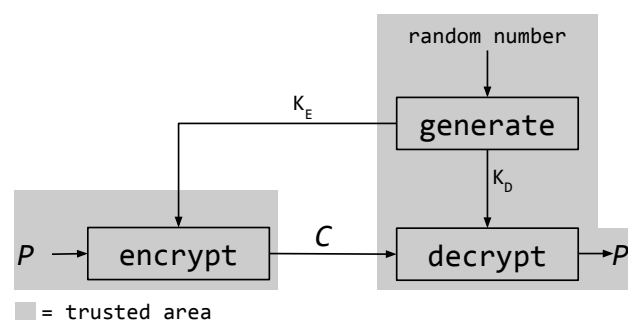 random number
K_E
generate
K_D
P
encrypt
C
decrypt
P
= trusted area